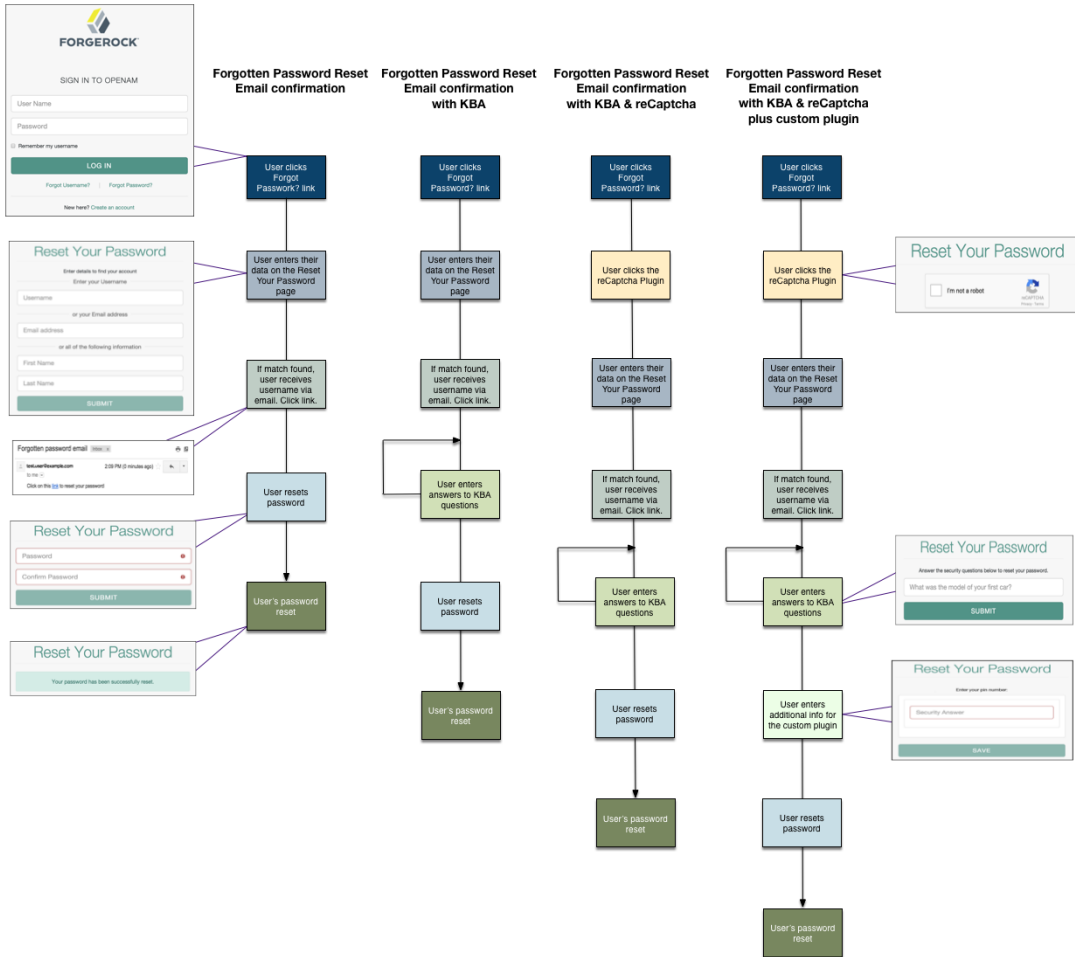 FORGEROCK
SIGN IN TO OPENAM
User Name
Password
Remember my username
LOG IN
Forgot Username? | Forgot Password?
New here? Create an account
Forgotten Password Reset
Email confirmation
Forgotten Password Reset
Email confirmation
with KBA
Forgotten Password Reset
Email confirmation
with KBA & reCaptcha
Forgotten Password Reset
Email confirmation
with KBA & reCaptcha
plus custom plugin
User clicks
Forgot
Passwork? link
User clicks
Forgot
Password? link
User clicks
Forgot
Password? link
User clicks
Forgot
Password? link
Reset Your Password
Enter details to find your account
Enter your Username
Username
or your Email address
Email address
or all of the following information
First Name
Last Name
SUBMIT
User enters their
data on the Reset
Your Password
page
User enters their
data on the Reset
Your Password
page
User clicks the
reCaptcha Plugin
User clicks the
reCaptcha Plugin
Reset Your Password
I'm not a robot
reCAPTCHA
Privacy - Terms
If match found,
user receives
username via
email. Click link.
If match found,
user receives
username via
email. Click link.
User enters their
data on the Reset
Your Password
page
User enters their
data on the Reset
Your Password
page
Forgotten password email
Inbox
test.user@example.com
2:09 PM (0 minutes ago)
to me
Click on this link to reset your password
User resets
password
User enters
answers to KBA
questions
If match found,
user receives
username via
email. Click link.
If match found,
user receives
username via
email. Click link.
Reset Your Password
Password
Confirm Password
SUBMIT
User's password
reset
User resets
password
User enters
answers to KBA
questions
User enters
answers to KBA
questions
Reset Your Password
Answer the security questions below to reset your password.
What was the model of your first car?
SUBMIT
Reset Your Password
Your password has been successfully reset.
User's password
reset
User resets
password
User enters
additional info for
the custom plugin
Reset Your Password
Enter your pin number:
Security Answer
SAVE
User's password
reset
User resets
password
User's password
reset